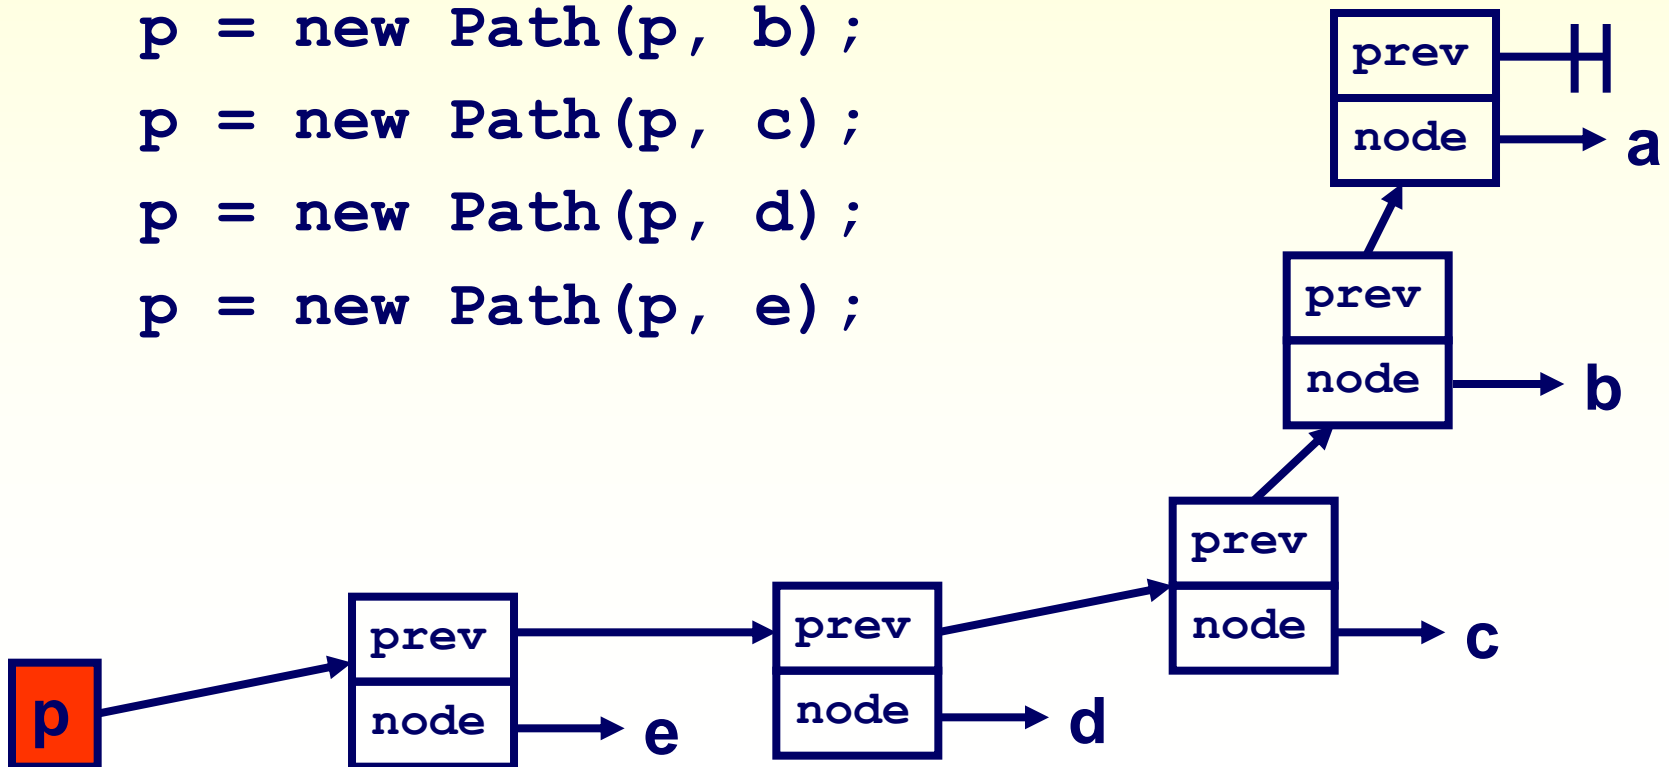 p = new Path(p, b);
p = new Path(p, c);
p = new Path(p, d);
p = new Path(p, e);
prev
node
a
prev
node
b
prev
node
c
prev
node
d
prev
node
e
p